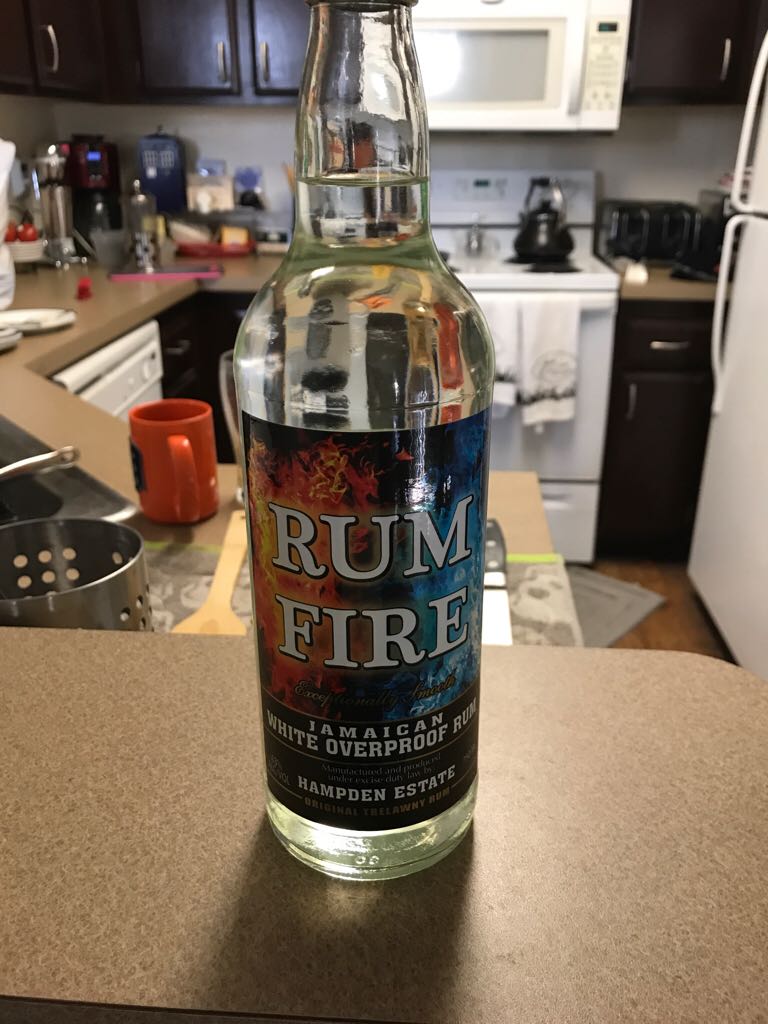 RUM
FIRE
Exceptionally Smooth
JAMAICAN
WHITE OVERPROOF RUM
Manufactured and produced
under excise duty law by
HAMPDEN ESTATE
ORIGINAL TRELAWNY RUM